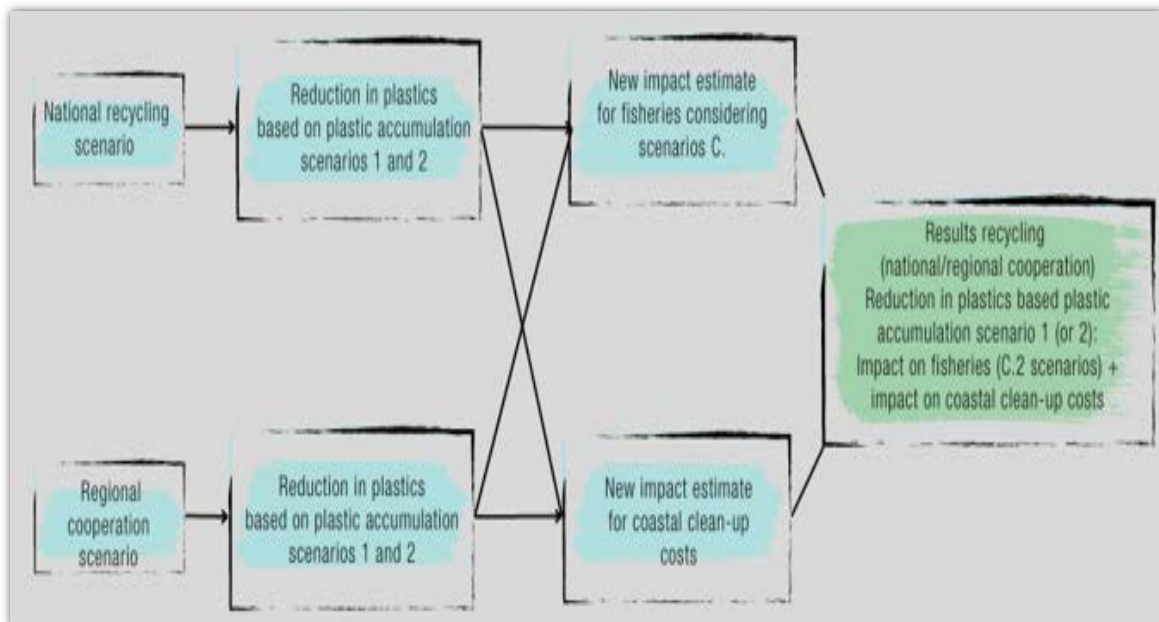 National recycling
scenario
Reduction in plastics
based on plastic accumulation
scenarios 1 and 2
New impact estimate
for fisheries considering
scenarios C.
Results recycling
(national/regional cooperation)
Reduction in plastics based plastic
accumulation scenario 1 (or 2):
Impact on fisheries (C.2 scenarios) +
impact on coastal clean-up costs
Regional
cooperation
scenario
Reduction in plastics
based on plastic accumulation
scenarios 1 and 2
New impact estimate
for coastal clean-up
costs